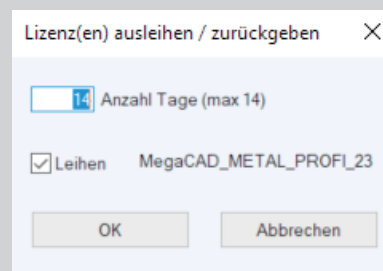 Lizenz(en) ausleihen / zurückgeben
14 Anzahl Tage (max 14)
Leihen MegaCAD_METAL_PROFI_23
OK Abbrechen